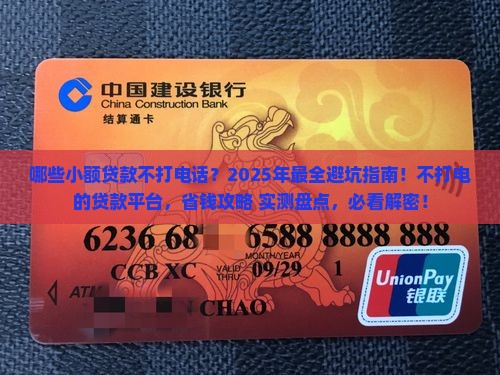 中国建设银行
China Construction Bank
结算通卡
哪些小额贷款不打电话？2025年最全避坑指南！不打电
的贷款平台，省钱攻略 实测盘点，必看解密！
6236 68 6588 8888 888
MONTH/YEAR
CCB XC VALID THRU 09/29 1
ATM
CHAO
UnionPay
银联